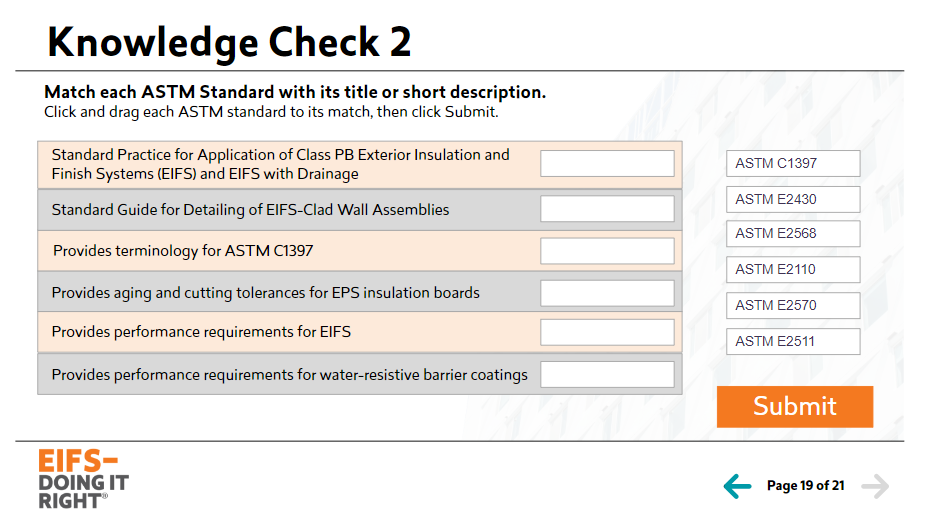 Knowledge Check 2
Match each ASTM Standard with its title or short description.
Click and drag each ASTM standard to its match, then click Submit.
Standard Practice for Application of Class PB Exterior Insulation and
Finish Systems (EIFS) and EIFS with Drainage
Standard Guide for Detailing of EIFS-Clad Wall Assemblies
Provides terminology for ASTM C1397
Provides aging and cutting tolerances for EPS insulation boards
Provides performance requirements for EIFS
Provides performance requirements for water-resistive barrier coatings
ASTM C1397
ASTM E2430
ASTM E2568
ASTM E2110
ASTM E2570
ASTM E2511
Submit
EIFS–
DOING IT
RIGHT®
Page 19 of 21